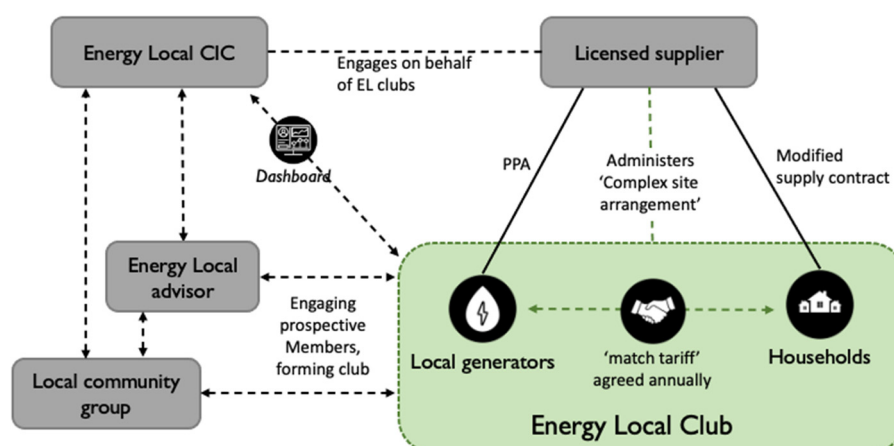 Energy Local CIC
Licensed supplier
Engages on behalf
of EL clubs
Dashboard
PPA
Administers
‘Complex site
arrangement’
Modified
supply contract
Energy Local
advisor
Engaging
prospective
Members,
forming club
Local community
group
Local generators
‘match tariff’
agreed annually
Households
Energy Local Club